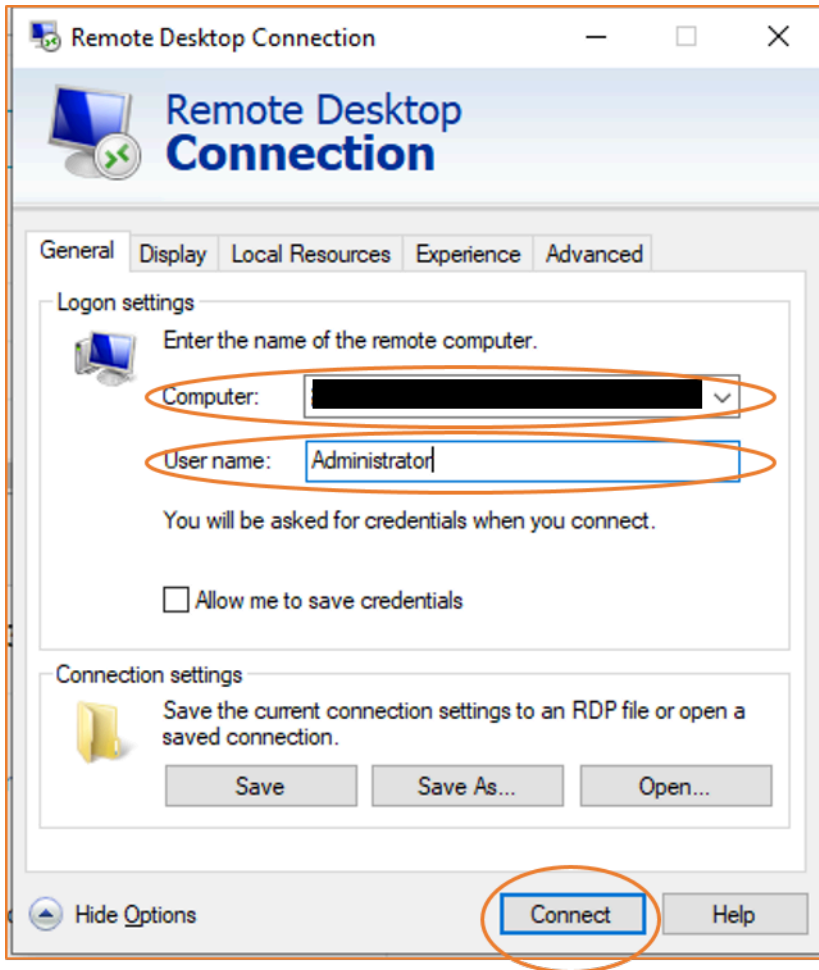 Remote Desktop Connection
Remote Desktop
Connection
General Display Local Resources Experience Advanced
Logon settings
Enter the name of the remote computer.
Computer:
User name: Administrator
You will be asked for credentials when you connect.
Allow me to save credentials
Connection settings
Save the current connection settings to an RDP file or open a
saved connection.
Save Save As... Open...
Hide Options Connect Help